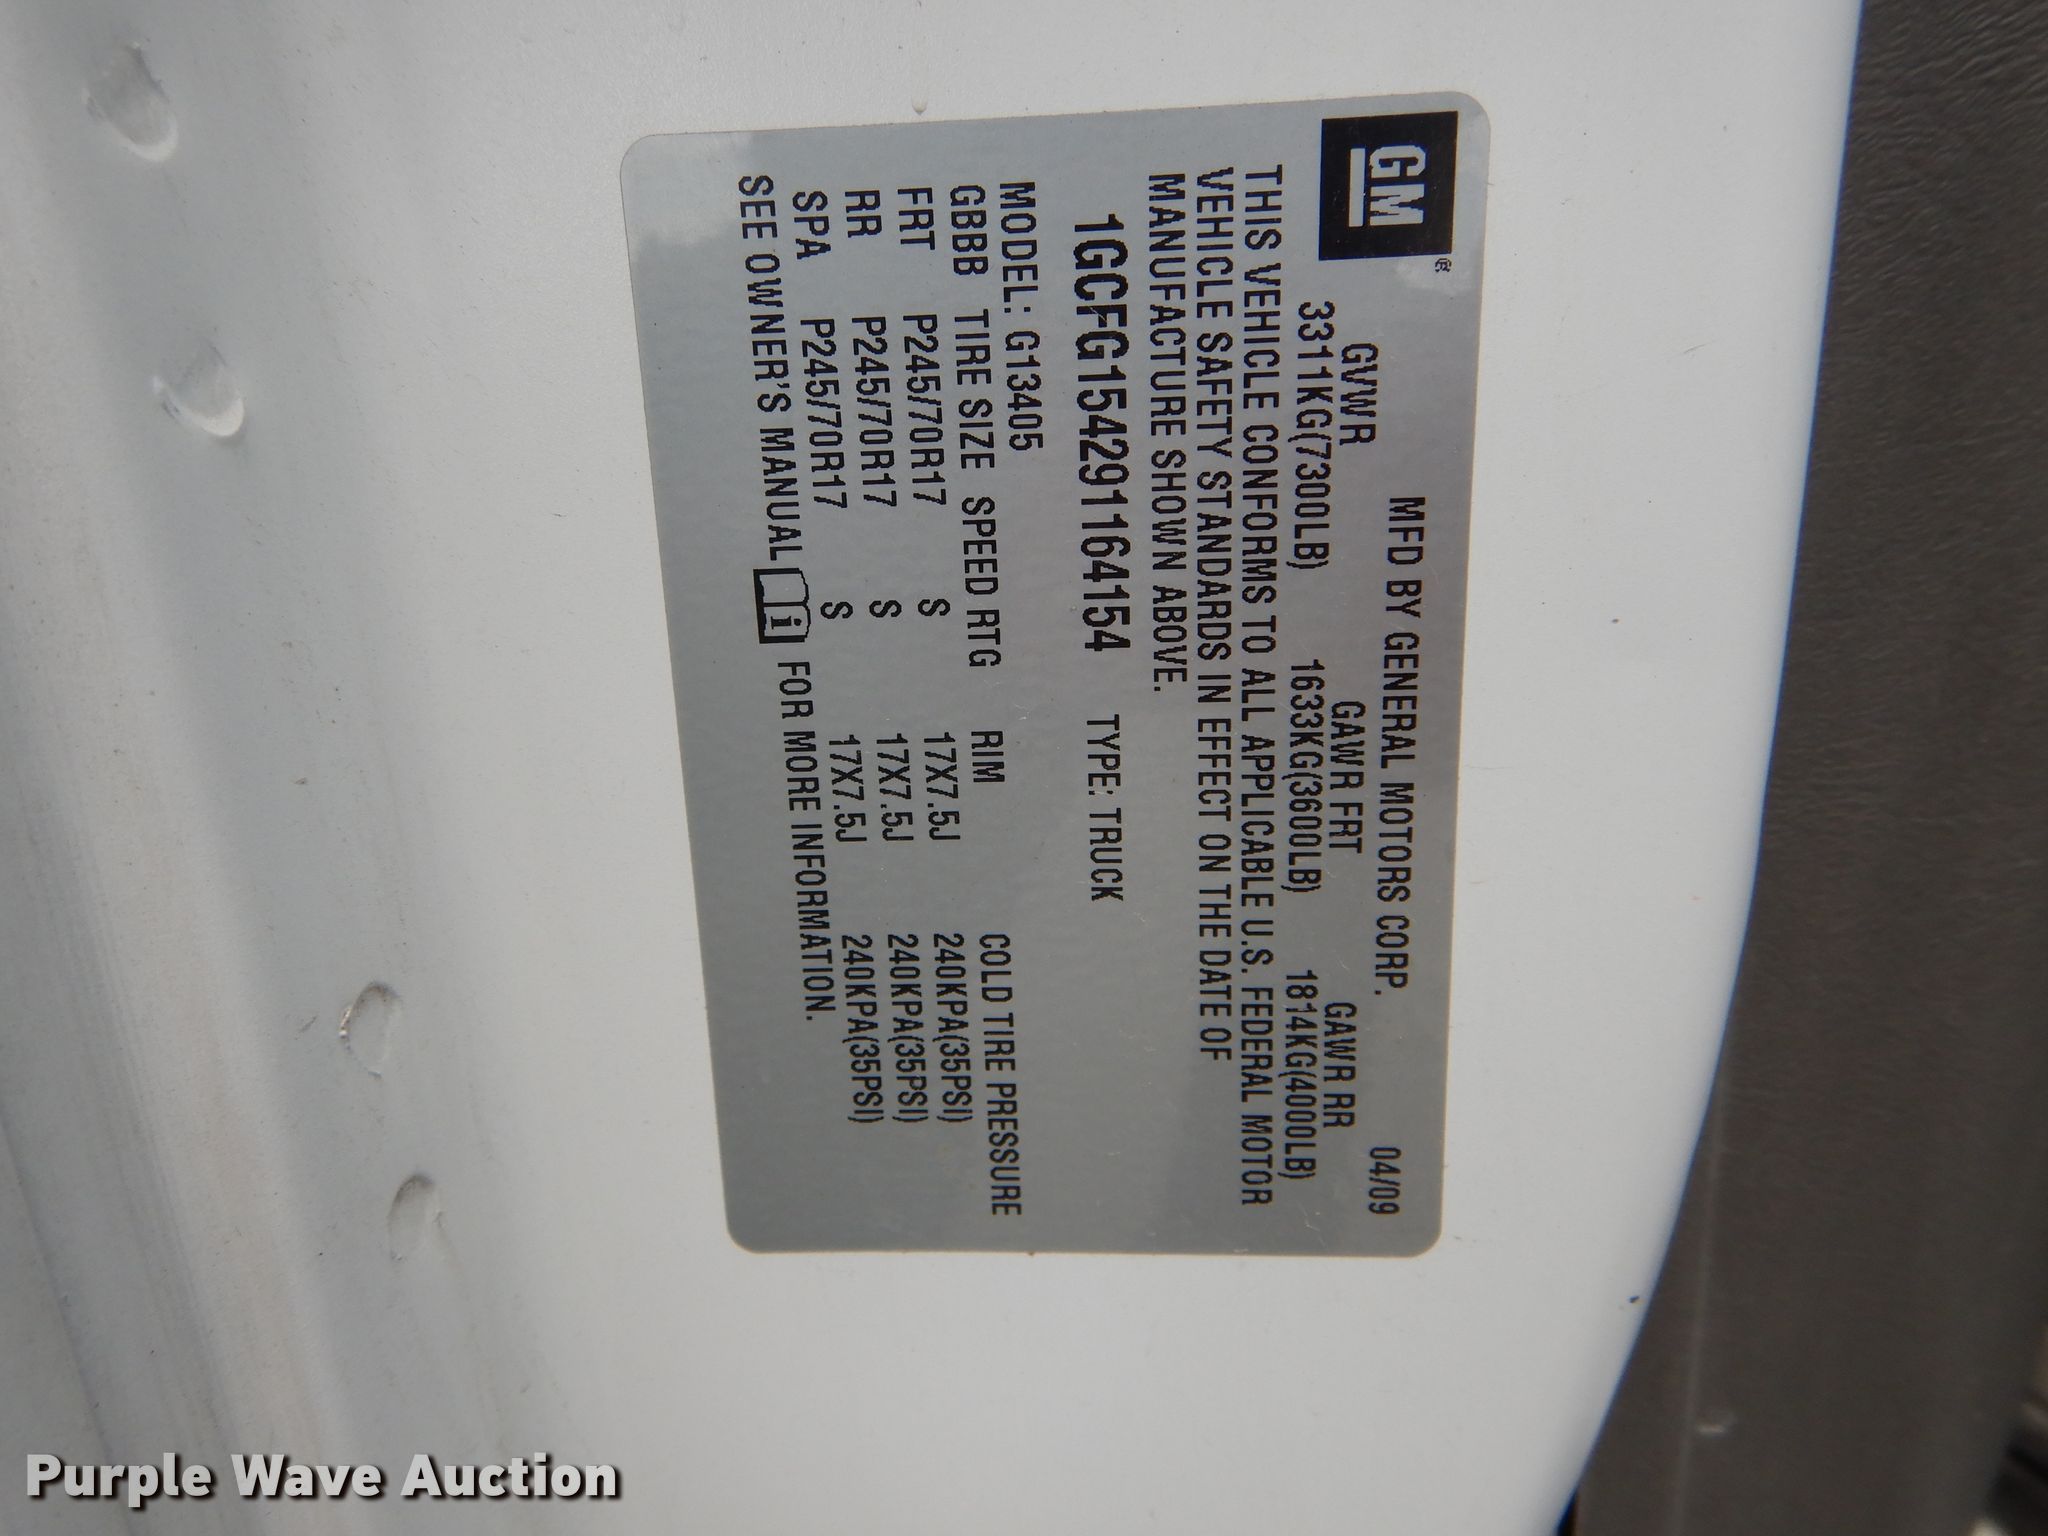 GM®
MFD BY GENERAL MOTORS CORP. 04/09
GVWR GAWR FRT GAWR RR
3311KG(7300LB) 1633KG(3600LB) 1814KG(4000LB)
THIS VEHICLE CONFORMS TO ALL APPLICABLE U.S. FEDERAL MOTOR
VEHICLE SAFETY STANDARDS IN EFFECT ON THE DATE OF
MANUFACTURE SHOWN ABOVE.
1GCFG154291164154 TYPE: TRUCK
MODEL: G13405
GBBB TIRE SIZE SPEED RTG RIM COLD TIRE PRESSURE
FRT P245/70R17 S 17X7.5J 240KPA(35PSI)
RR P245/70R17 S 17X7.5J 240KPA(35PSI)
SPA P245/70R17 S 17X7.5J 240KPA(35PSI)
SEE OWNER'S MANUAL i FOR MORE INFORMATION.
Purple Wave Auction